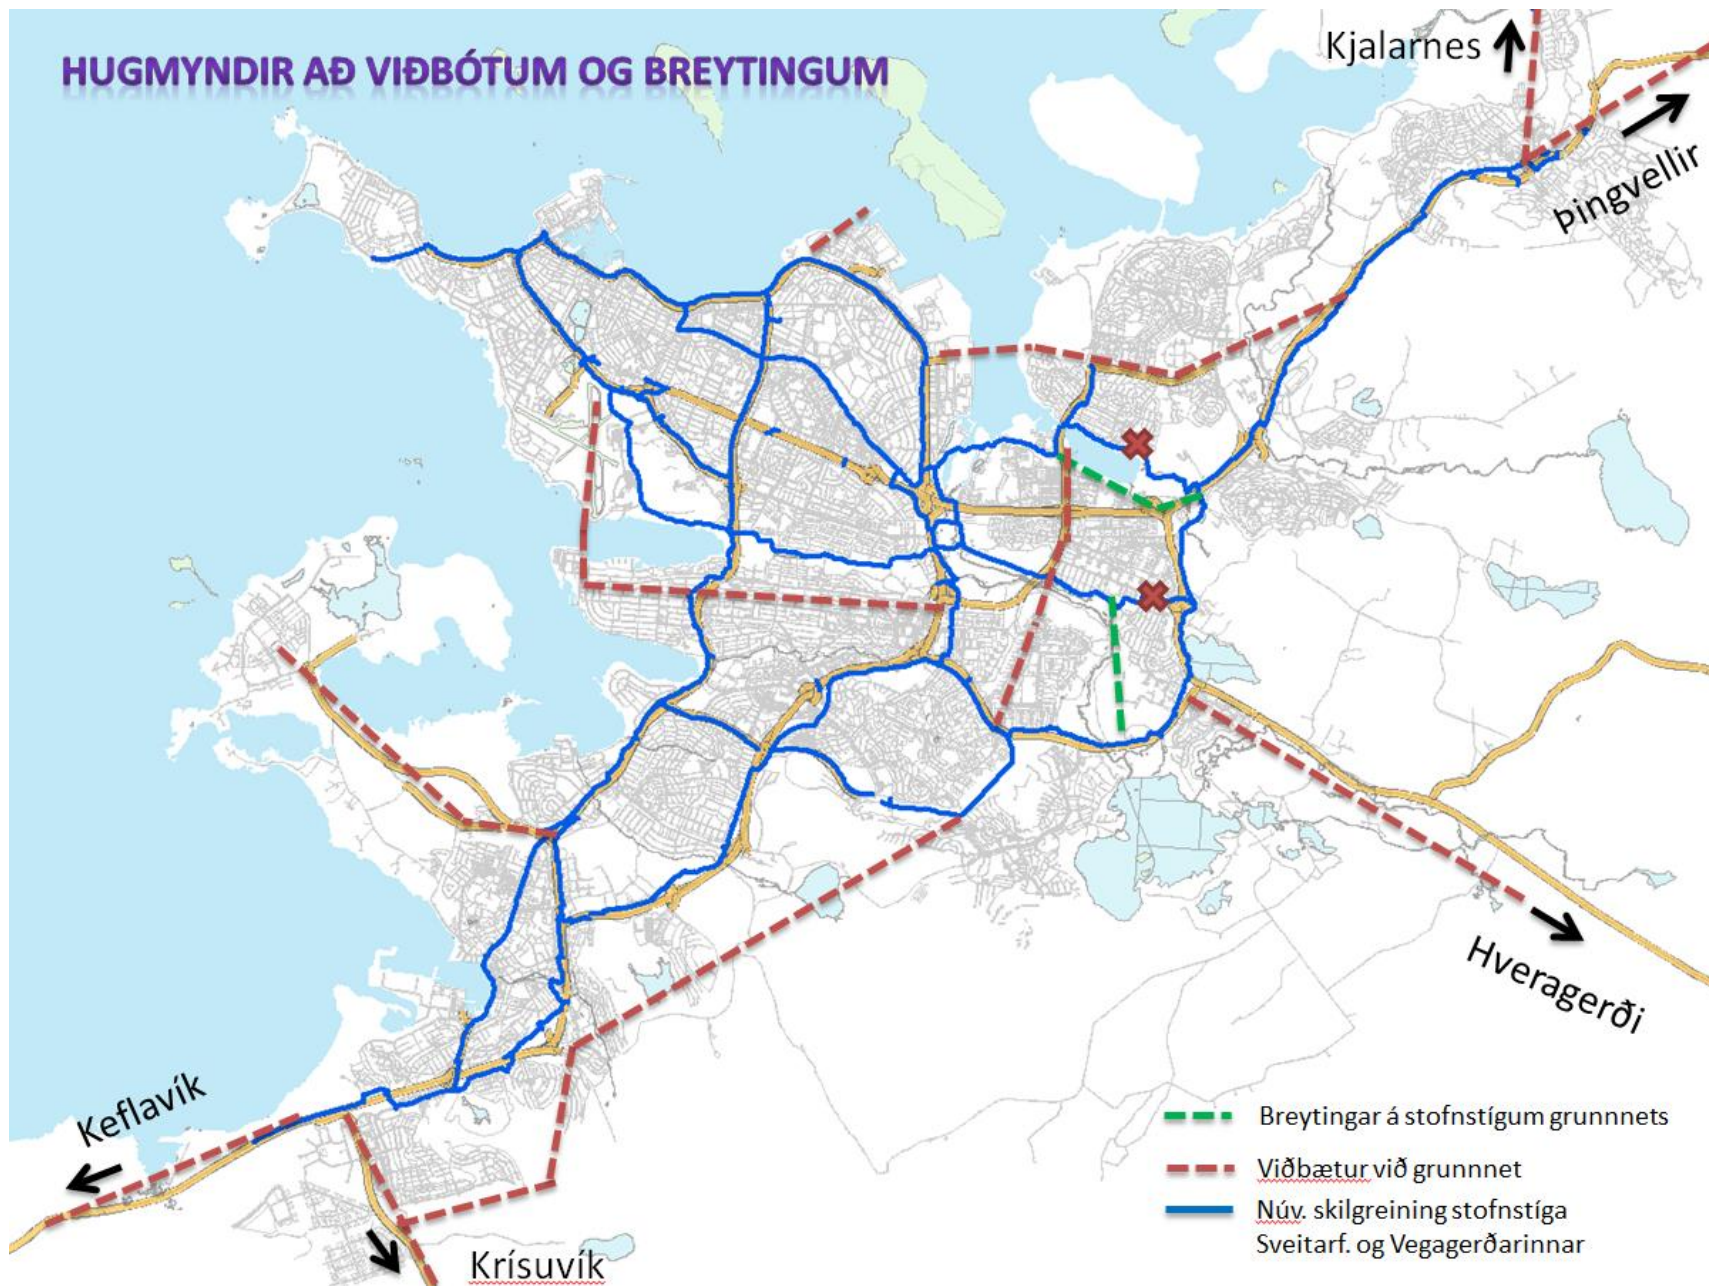 HUGMYNDIR AÐ VIÐBÓTUM OG BREYTINGUM
Kjalarnes
Þingvellir
Hveragerði
Keflavík
Krísuvík
Breytingar á stofnstígum grunnnets
Viðbætur við grunnnet
Núv. skilgreining stofnstíga
Sveitarf. og Vegagerðarinnar